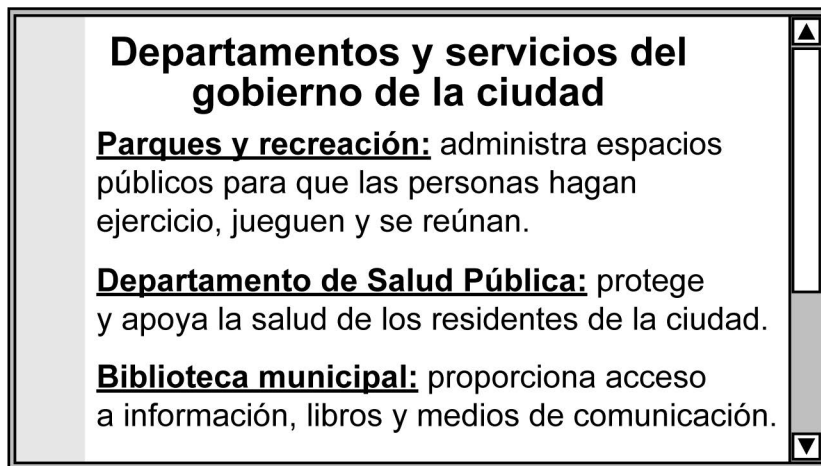 Departamentos y servicios del
gobierno de la ciudad
Parques y recreación: administra espacios
públicos para que las personas hagan
ejercicio, jueguen y se reúnan.
Departamento de Salud Pública: protege
y apoya la salud de los residentes de la ciudad.
Biblioteca municipal: proporciona acceso
a información, libros y medios de comunicación.